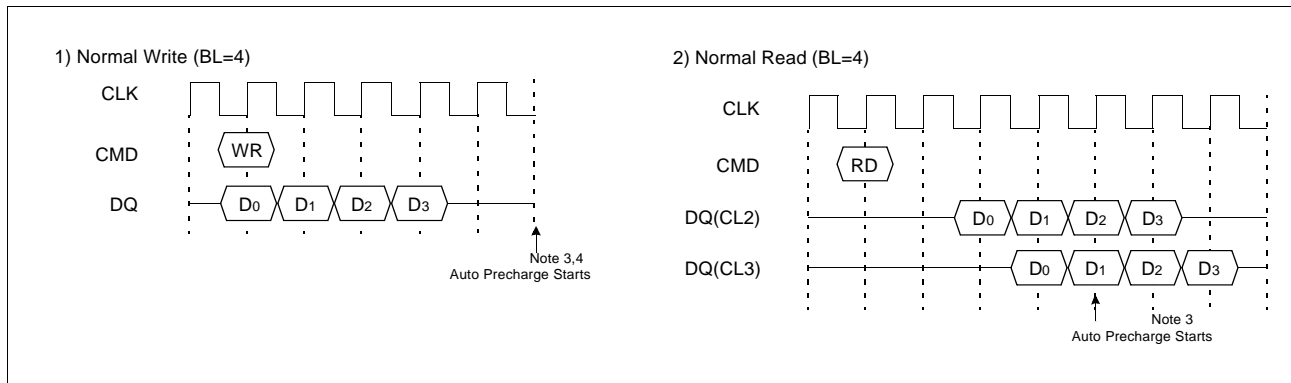 1) Normal Write (BL=4)
CLK
CMD
WR
DQ
D0 D1 D2 D3
Note 3,4
Auto Precharge Starts
2) Normal Read (BL=4)
CLK
CMD
RD
DQ(CL2)
D0 D1 D2 D3
DQ(CL3)
D0 D1 D2 D3
Note 3
Auto Precharge Starts